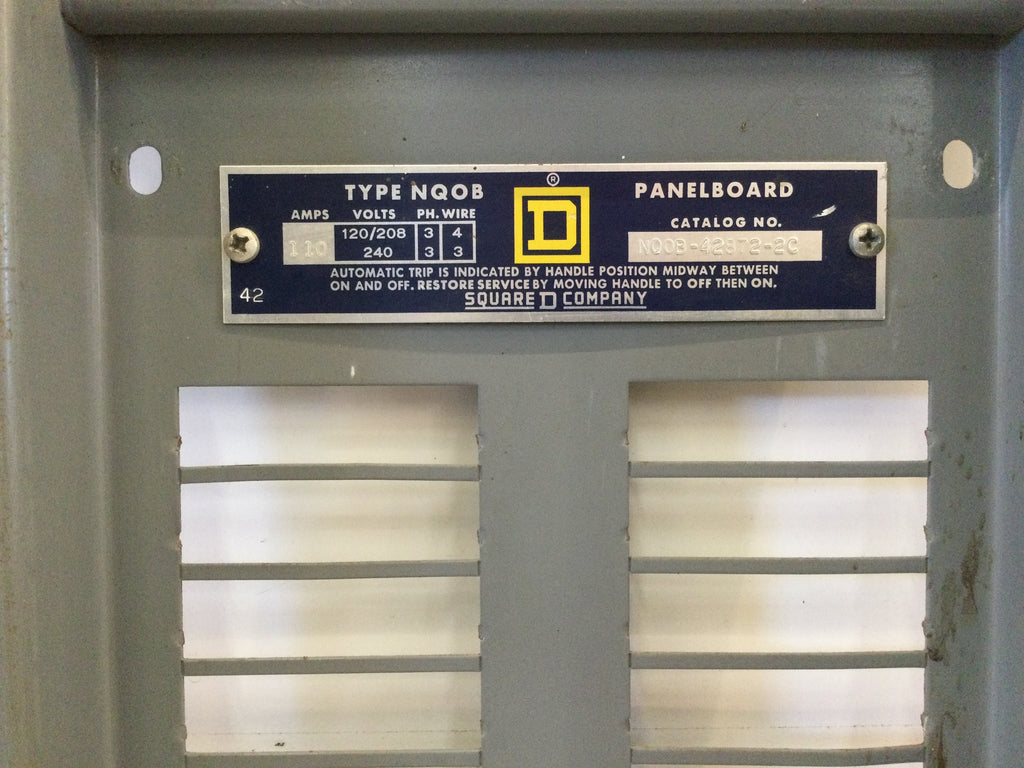 ®
TYPE NQOB
D
PANELBOARD
AMPS VOLTS PH. WIRE
110 120/208 3 4
240 3 3
CATALOG NO.
AUTOMATIC TRIP IS INDICATED BY HANDLE POSITION MIDWAY BETWEEN
ON AND OFF. RESTORE SERVICE BY MOVING HANDLE TO OFF THEN ON.
42
SQUARE D COMPANY